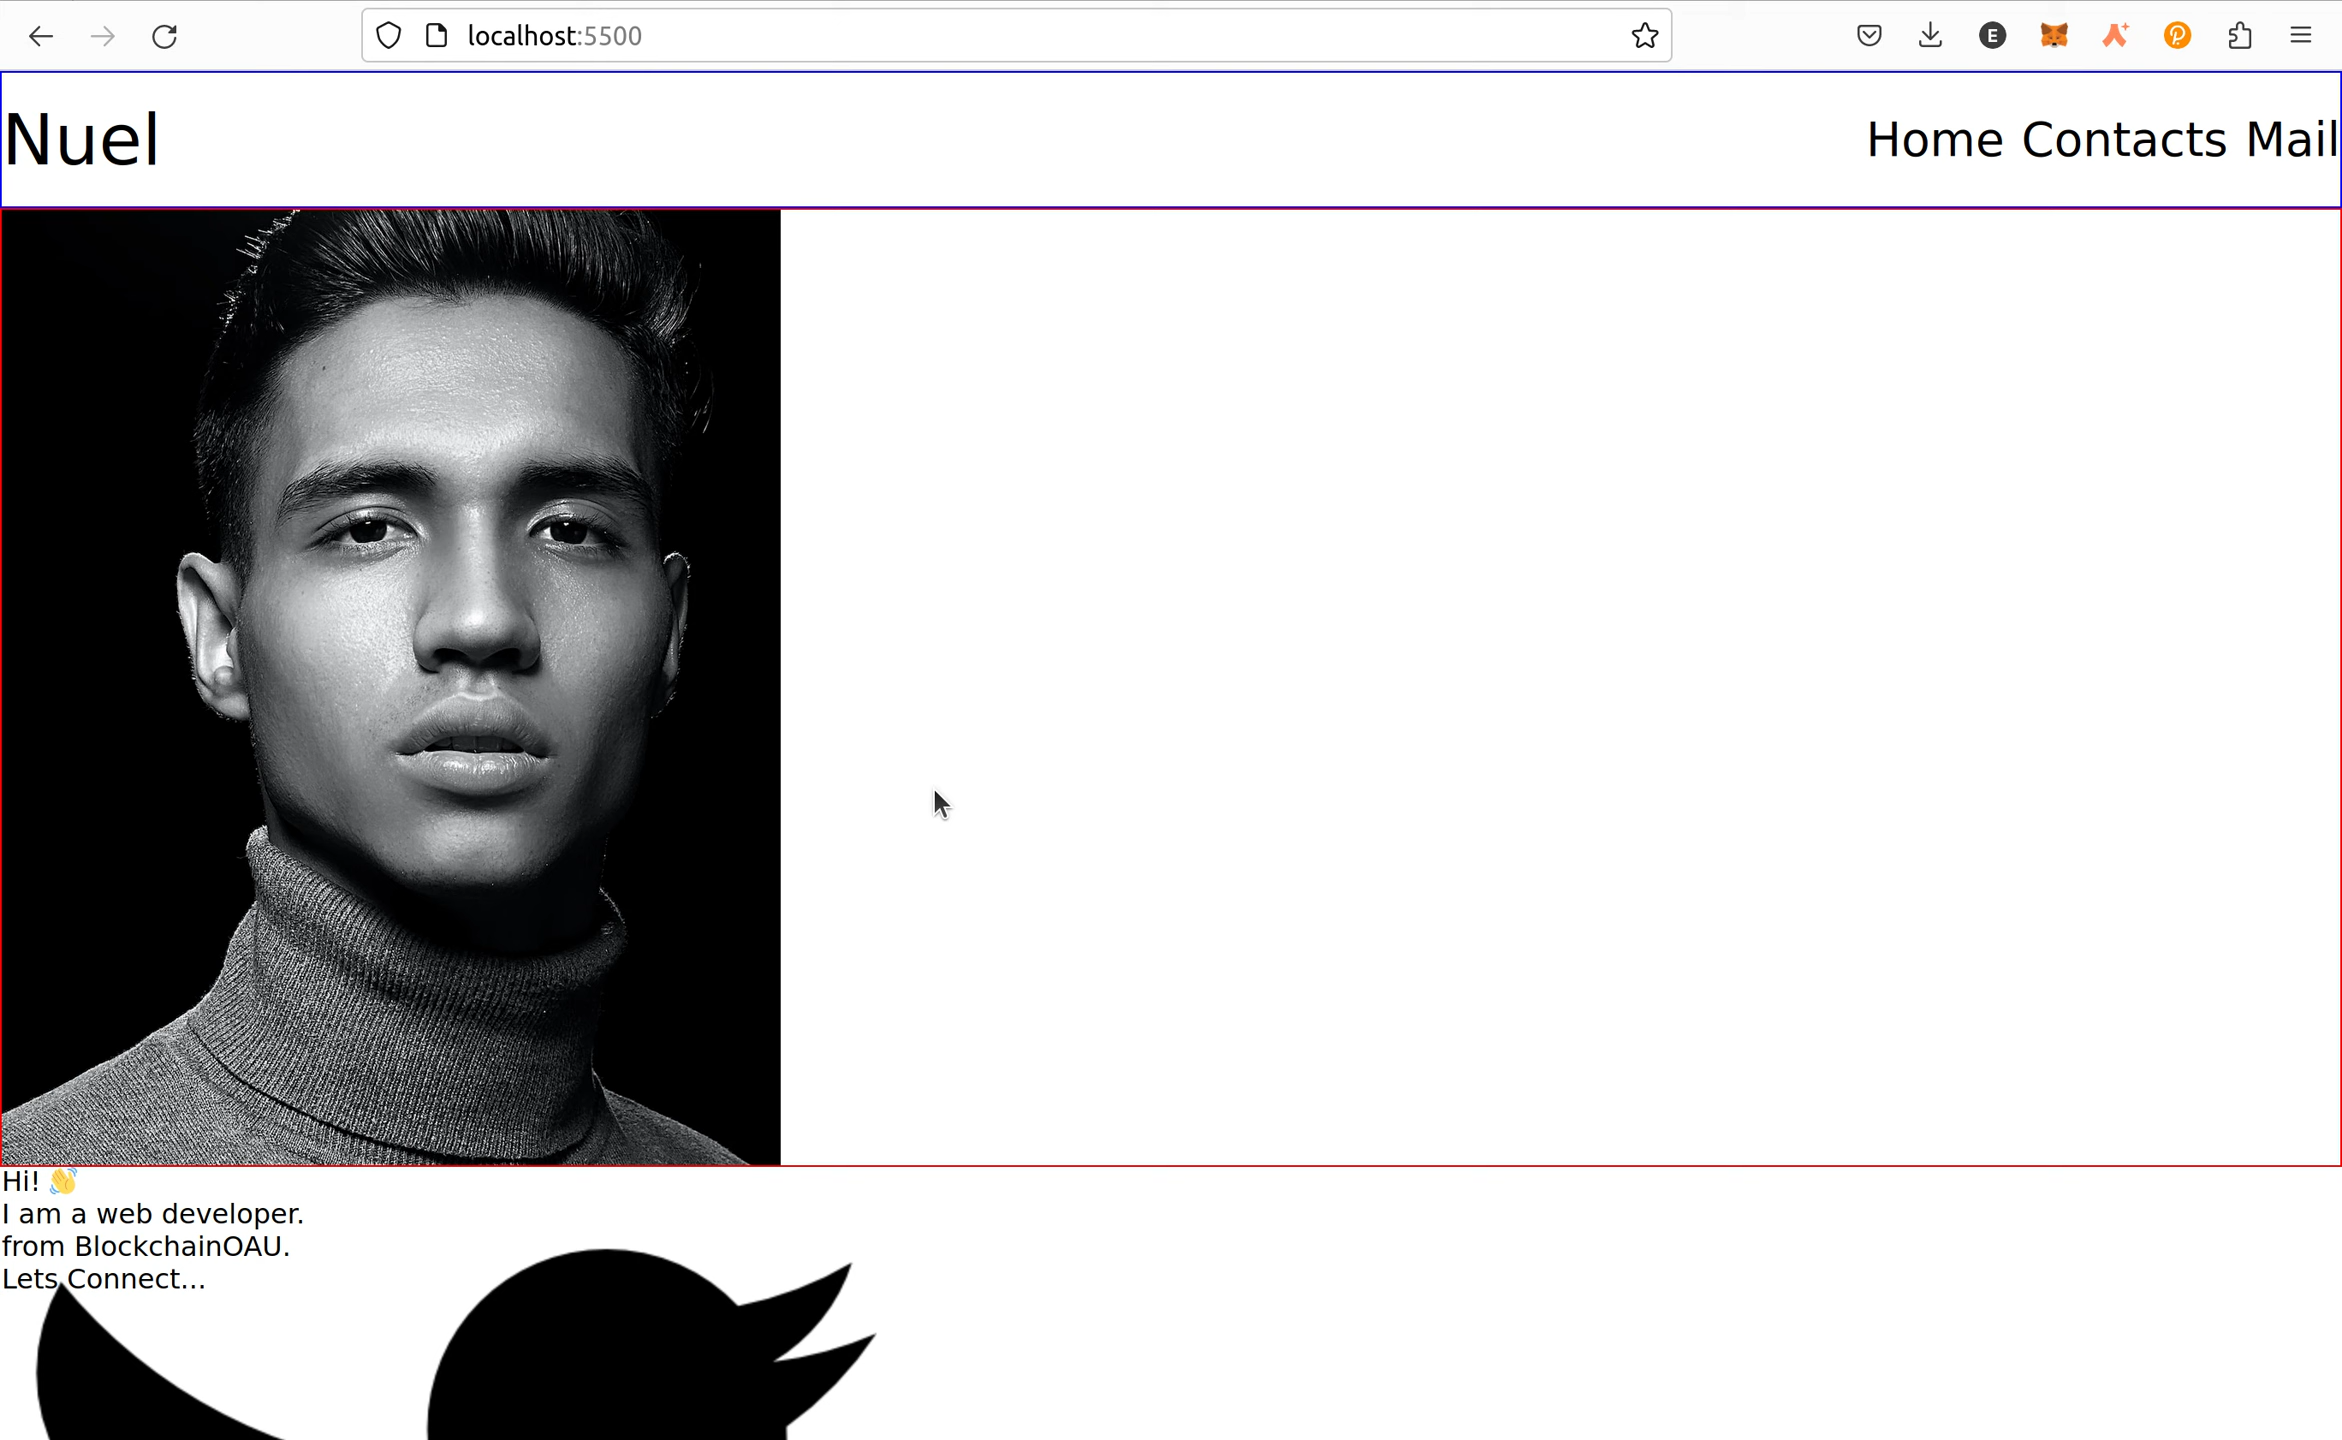 localhost:5500
E
Nuel
Home Contacts Mail
Hi! 👋
I am a web developer.
from BlockchainOAU.
Lets Connect...